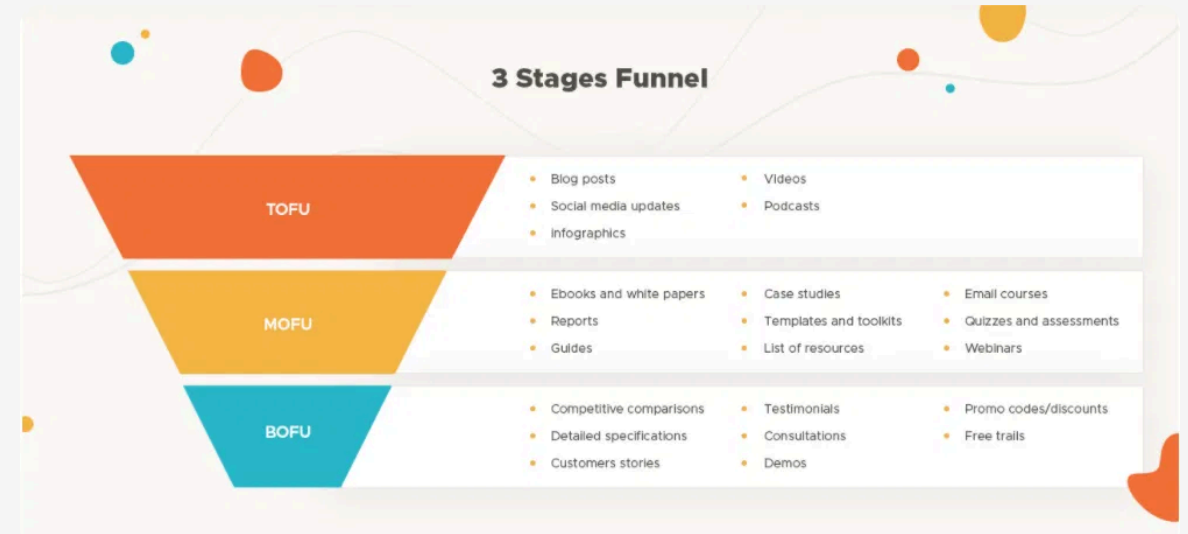 3 Stages Funnel
TOFU
Blog posts
Social media updates
infographics
Videos
Podcasts
MOFU
Ebooks and white papers
Reports
Guides
Case studies
Templates and toolkits
List of resources
Email courses
Quizzes and assessments
Webinars
BOFU
Competitive comparisons
Detailed specifications
Customers stories
Testimonials
Consultations
Demos
Promo codes/discounts
Free trails